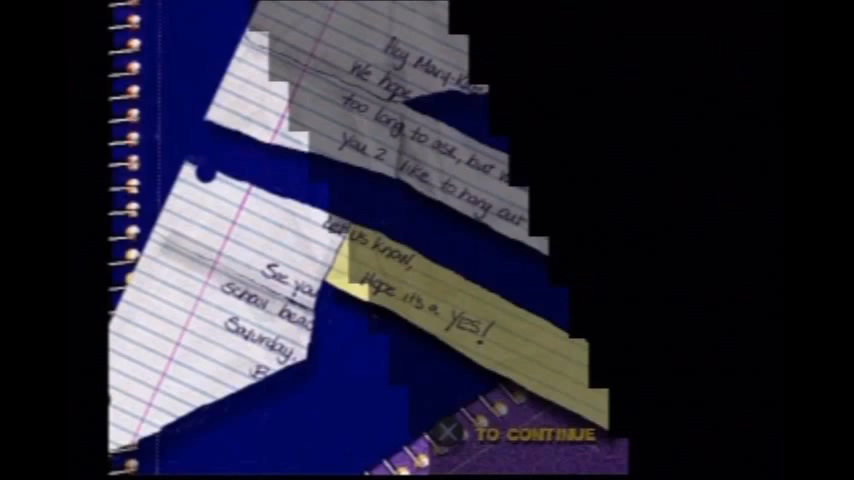 Hey Mary-Kate
We hope
too long to ask, but
you 2 like to hang out
Let us know,
Hope it's a yes!
See you
school
Saturday.
TO CONTINUE